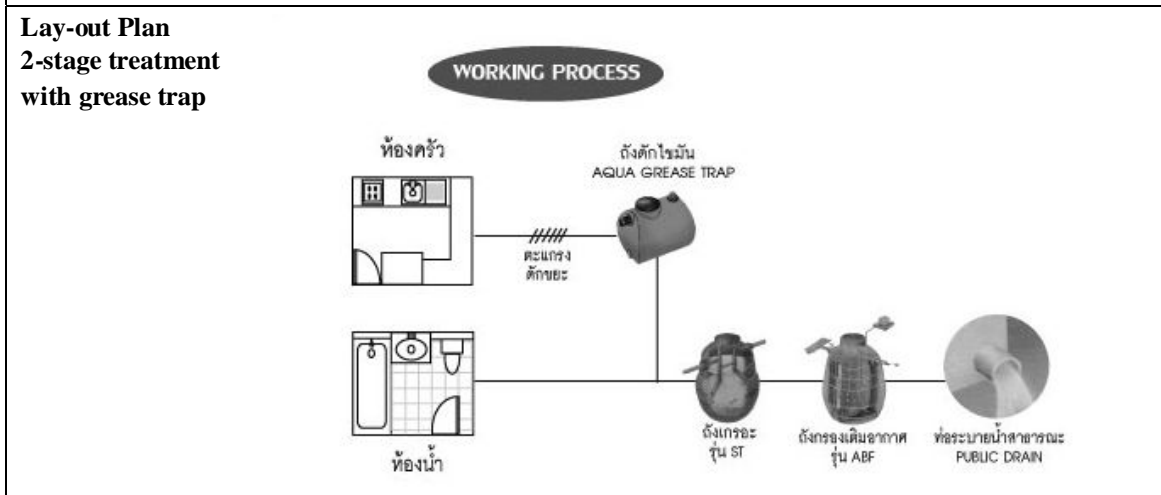 Lay-out Plan
2-stage treatment
with grease trap
WORKING PROCESS
ห้องครัว
ถังดักไขมัน
AQUA GREASE TRAP
ตะแกรง
ดักขยะ
ห้องน้ำ
ถังเกรอะ
รุ่น ST
ถังกรองเติมอากาศ
รุ่น ABF
ท่อระบายน้ำสาธารณะ
PUBLIC DRAIN